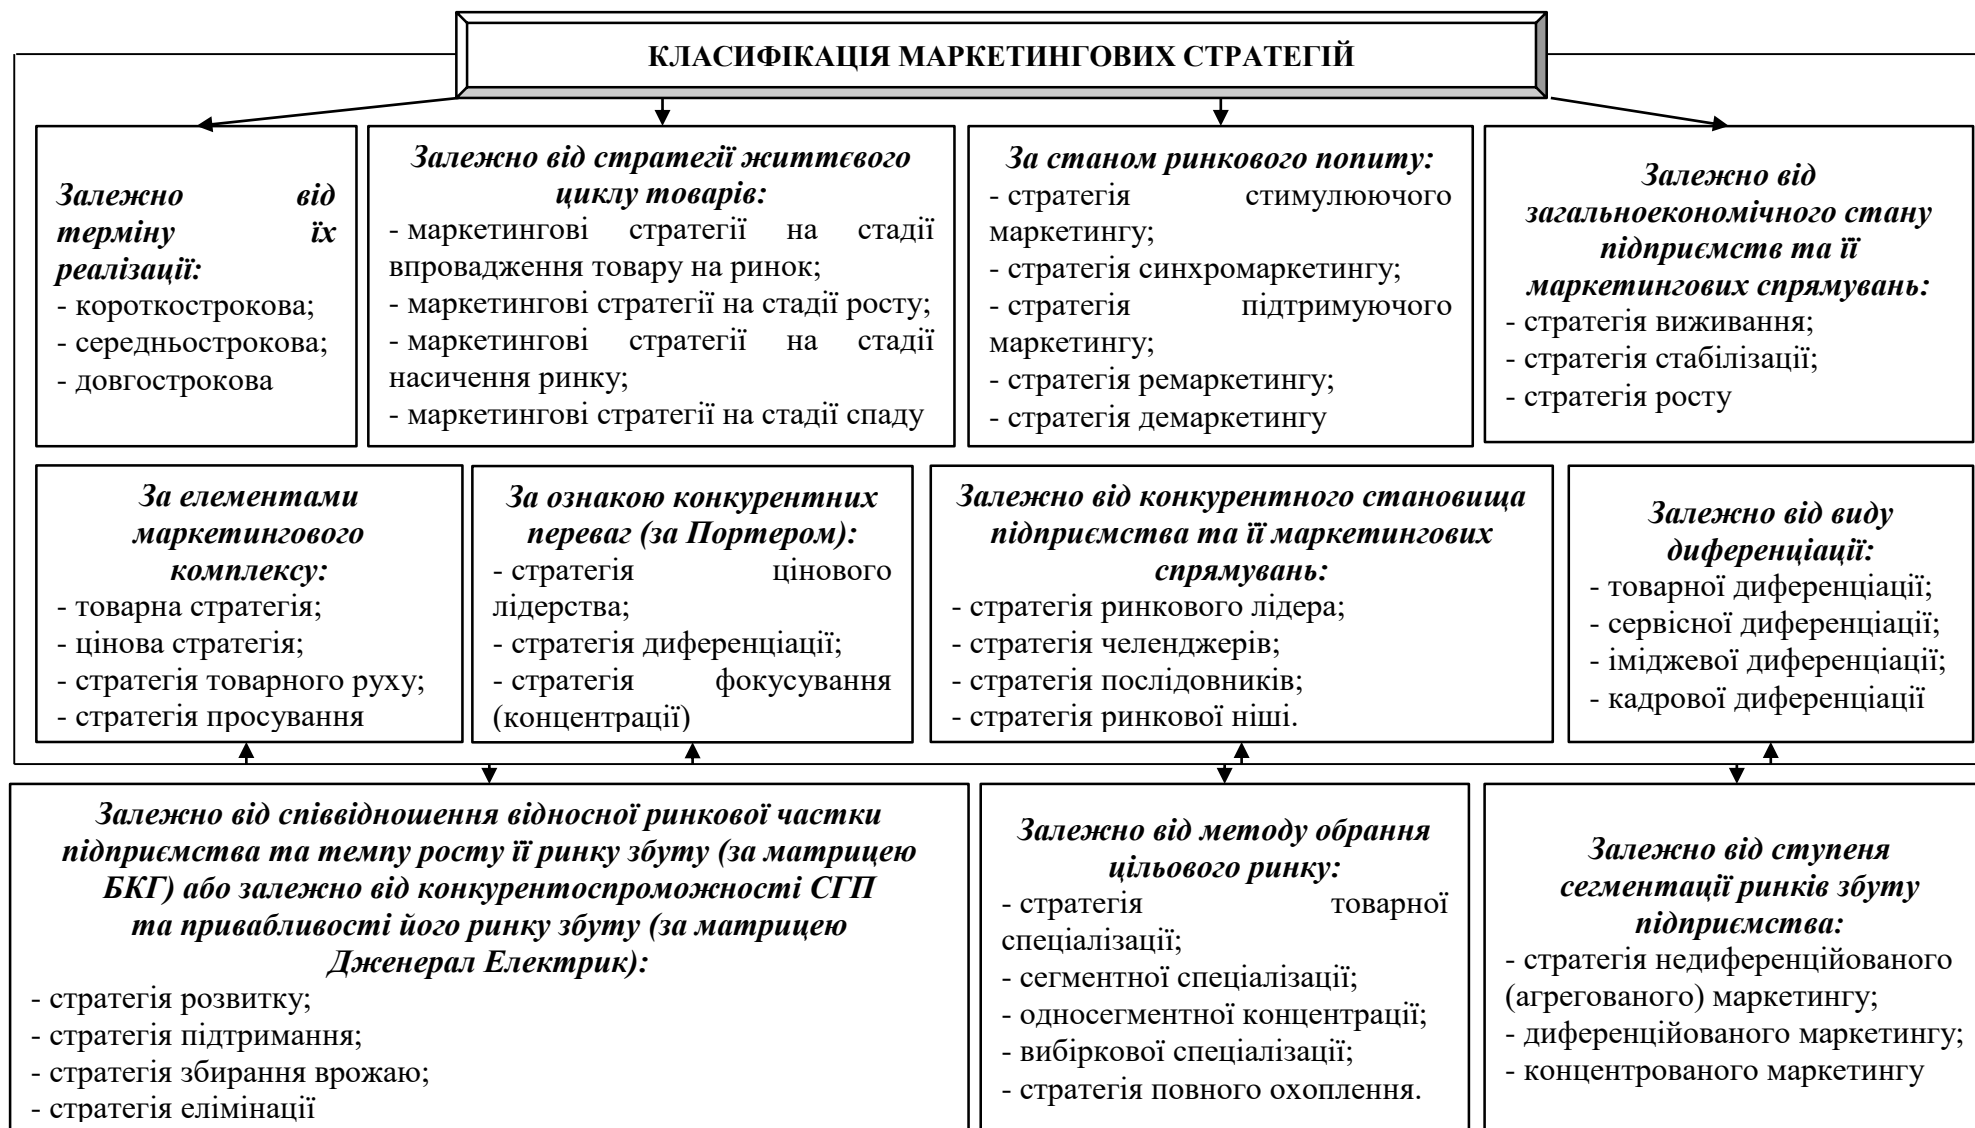 КЛАСИФІКАЦІЯ МАРКЕТИНГОВИХ СТРАТЕГІЙ
Залежно від
терміну їх
реалізації:
- короткострокова;
- середньострокова;
- довгострокова
Залежно від стратегії життєвого
циклу товарів:
- маркетингові стратегії на стадії
впровадження товару на ринок;
- маркетингові стратегії на стадії росту;
- маркетингові стратегії на стадії
насичення ринку;
- маркетингові стратегії на стадії спаду
За станом ринкового попиту:
- стратегія стимулюючого
маркетингу;
- стратегія синхромаркетингу;
- стратегія підтримуючого
маркетингу;
- стратегія ремаркетингу;
- стратегія демаркетингу
Залежно від
загальноекономічного стану
підприємств та її
маркетингових спрямувань:
- стратегія виживання;
- стратегія стабілізації;
- стратегія росту
За елементами
маркетингового
комплексу:
- товарна стратегія;
- цінова стратегія;
- стратегія товарного руху;
- стратегія просування
За ознакою конкурентних
переваг (за Портером):
- стратегія цінового
лідерства;
- стратегія диференціації;
- стратегія фокусування
(концентрації)
Залежно від конкурентного становища
підприємства та її маркетингових
спрямувань:
- стратегія ринкового лідера;
- стратегія челенджерів;
- стратегія послідовників;
- стратегія ринкової ніші.
Залежно від виду
диференціації:
- товарної диференціації;
- сервісної диференціації;
- іміджевої диференціації;
- кадрової диференціації
Залежно від співвідношення відносної ринкової частки
підприємства та темпу росту її ринку збуту (за матрицею
БКГ) або залежно від конкурентоспроможності СГП
та привабливості його ринку збуту (за матрицею
Дженерал Електрик):
- стратегія розвитку;
- стратегія підтримання;
- стратегія збирання врожаю;
- стратегія елімінації
Залежно від методу обрання
цільового ринку:
- стратегія товарної
спеціалізації;
- сегментної спеціалізації;
- односегментної концентрації;
- вибіркової спеціалізації;
- стратегія повного охоплення.
Залежно від ступеня
сегментації ринків збуту
підприємства:
- стратегія недиференційованого
(агрегованого) маркетингу;
- диференційованого маркетингу;
- концентрованого маркетингу